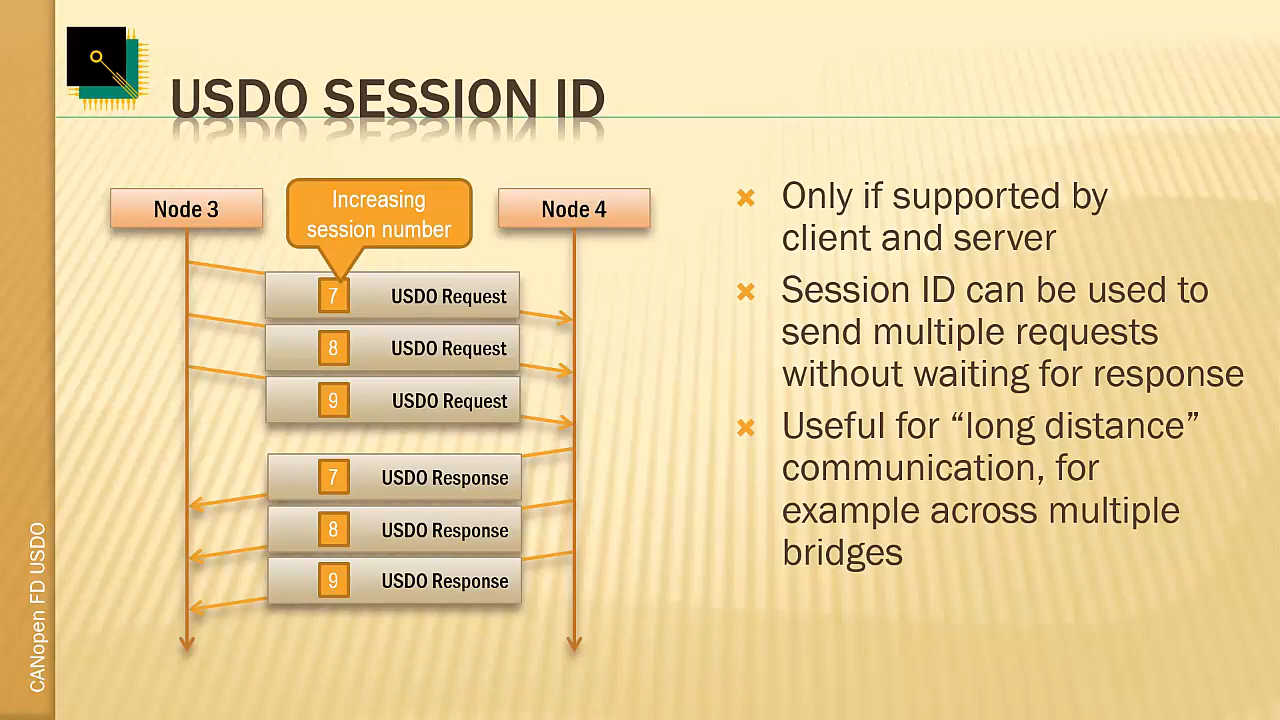 USDO SESSION ID
Node 3
Increasing
session number
Node 4
7 USDO Request
8 USDO Request
9 USDO Request
7 USDO Response
8 USDO Response
9 USDO Response
Only if supported by
client and server
Session ID can be used to
send multiple requests
without waiting for response
Useful for “long distance”
communication, for
example across multiple
bridges
CANopen FD USDO